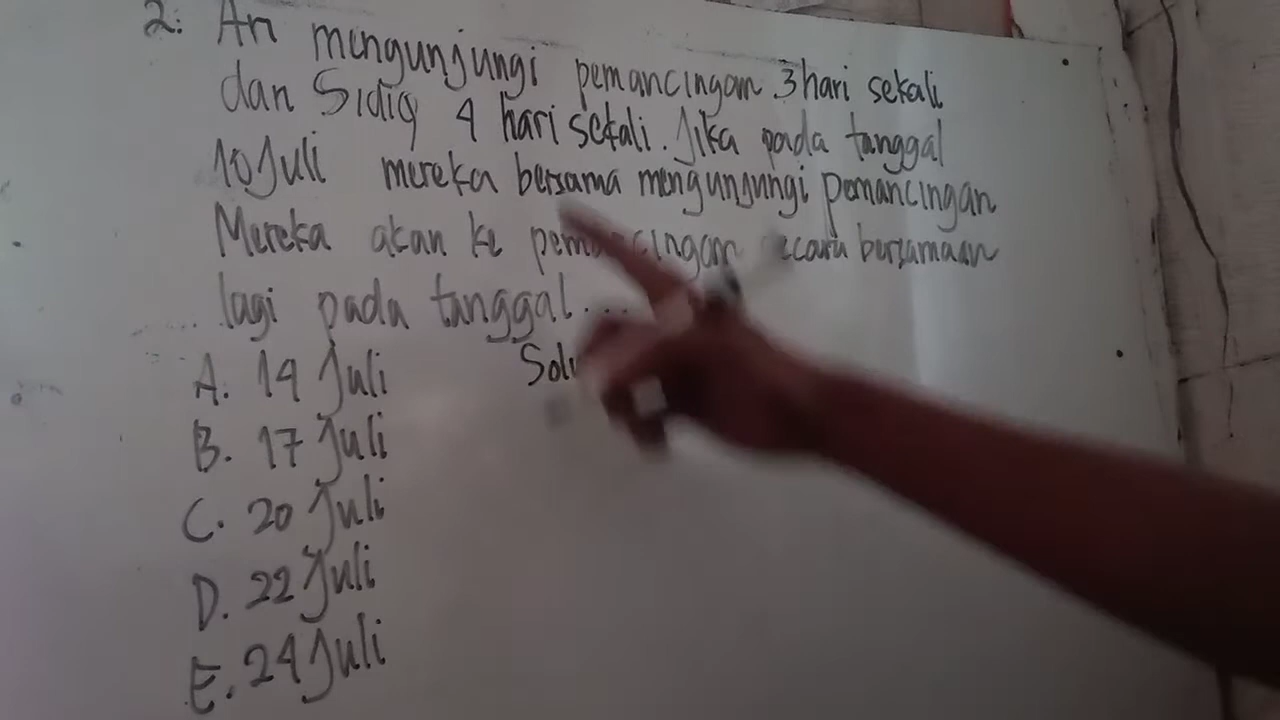 2. Ari mengunjungi pemancingan 3 hari sekali
dan Sidiq 4 hari sekali. Jika pada tanggal
10 Juli mereka bersama mengunjungi pemancingan
Mereka akan ke pemancingan secara bersamaan
lagi pada tanggal...
A. 14 Juli
B. 17 Juli
C. 20 Juli
D. 22 Juli
E. 24 Juli